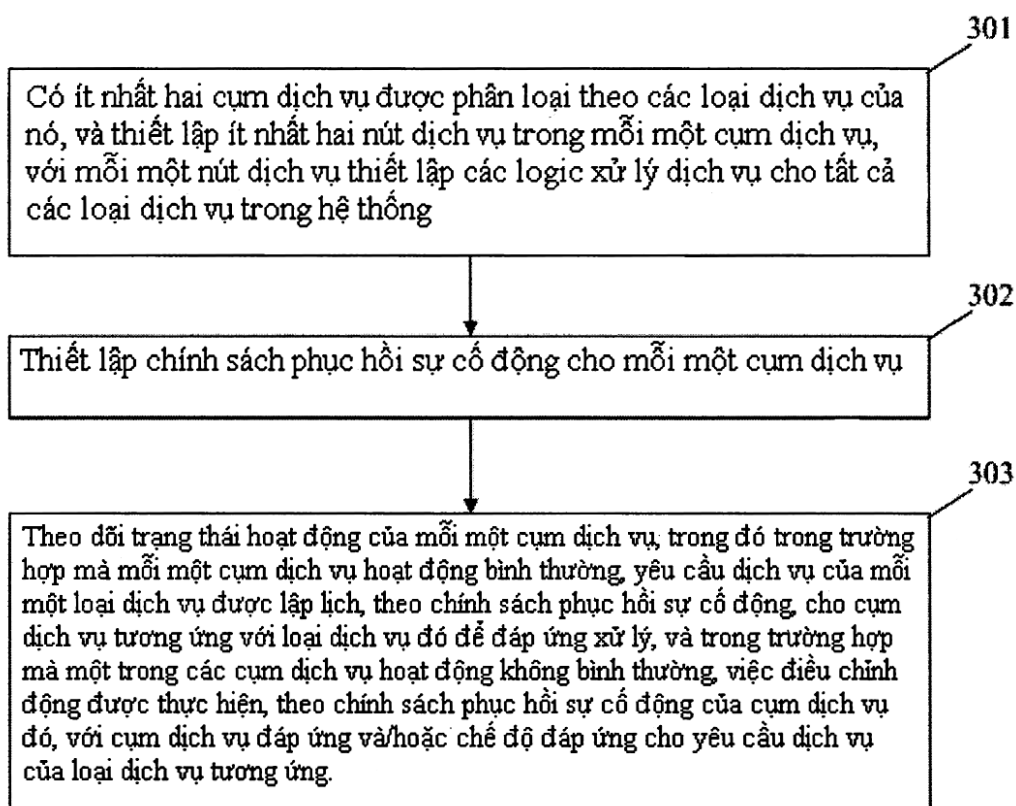 301
Có ít nhất hai cụm dịch vụ được phân loại theo các loại dịch vụ của
nó, và thiết lập ít nhất hai nút dịch vụ trong mỗi một cụm dịch vụ,
với mỗi một nút dịch vụ thiết lập các logic xử lý dịch vụ cho tất cả
các loại dịch vụ trong hệ thống
302
Thiết lập chính sách phục hồi sự cố động cho mỗi một cụm dịch vụ
303
Theo dõi trạng thái hoạt động của mỗi một cụm dịch vụ, trong đó trong trường
hợp mà mỗi một cụm dịch vụ hoạt động bình thường, yêu cầu dịch vụ của mỗi
một loại dịch vụ được lập lịch, theo chính sách phục hồi sự cố động, cho cụm
dịch vụ tương ứng với loại dịch vụ đó để đáp ứng xử lý, và trong trường hợp
mà một trong các cụm dịch vụ hoạt động không bình thường, việc điều chỉnh
động được thực hiện, theo chính sách phục hồi sự cố động của cụm dịch vụ
đó, với cụm dịch vụ đáp ứng và/hoặc chế độ đáp ứng cho yêu cầu dịch vụ
của loại dịch vụ tương ứng.